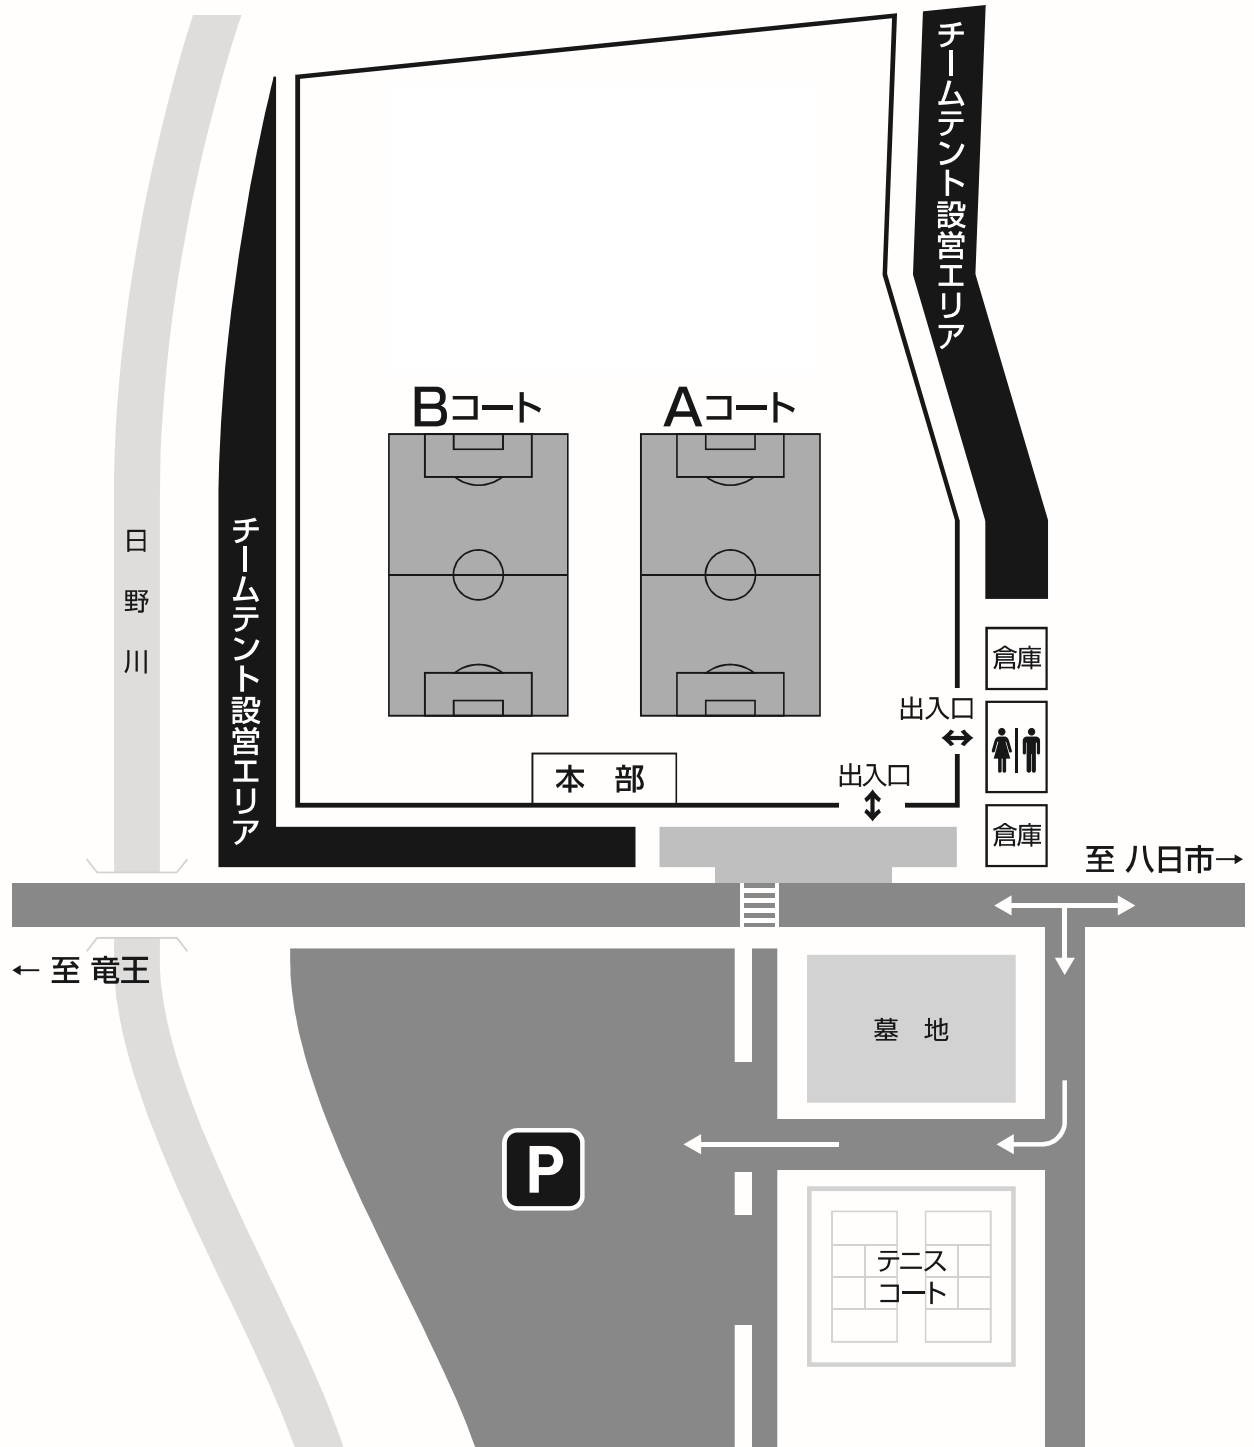 チームテント設営エリア
Bコート
Aコート
日野川
チームテント設営エリア
倉庫
出入口
本部
出入口
倉庫
至 八日市→
← 至 竜王
墓地
P
テニス
コート